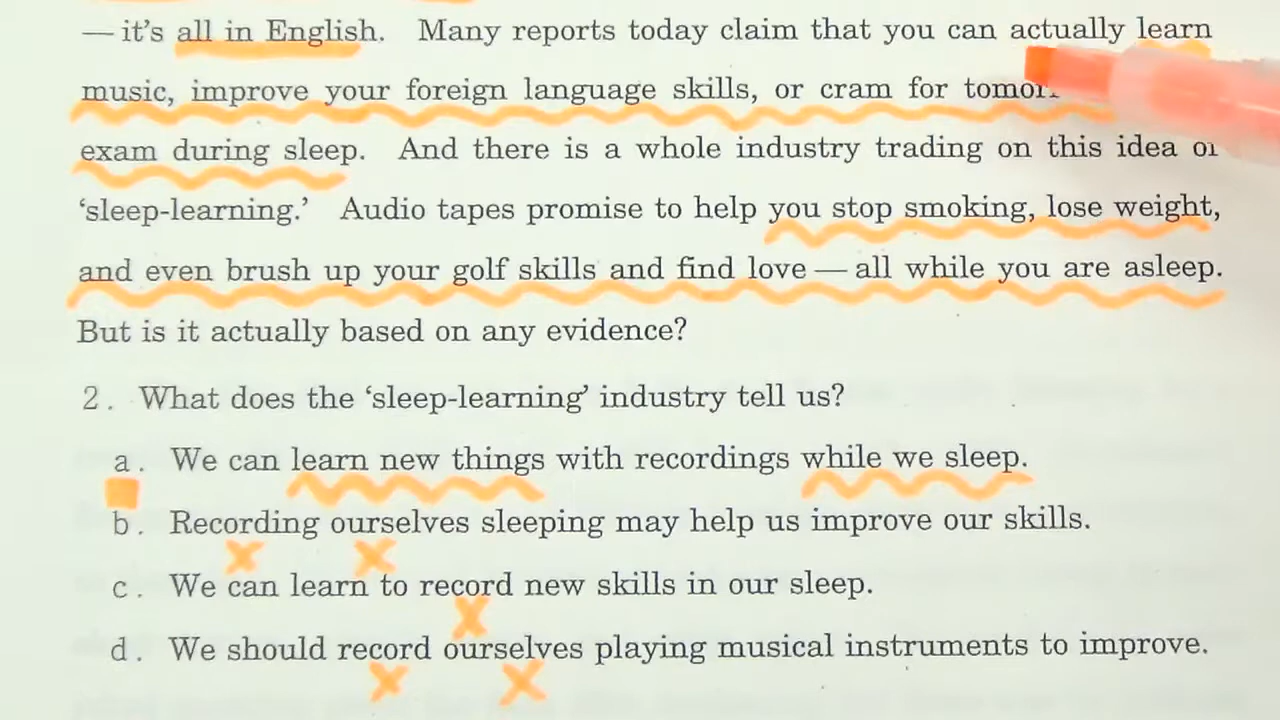 — it's all in English. Many reports today claim that you can actually learn
music, improve your foreign language skills, or cram for
exam during sleep. And there is a whole industry trading on this idea
'sleep-learning.' Audio tapes promise to help you stop smoking, lose weight,
and even brush up your golf skills and find love — all while you are asleep.
But is it actually based on any evidence?
2. What does the 'sleep-learning' industry tell us?
a. We can learn new things with recordings while we sleep.
b. Recording ourselves sleeping may help us improve our skills.
c. We can learn to record new skills in our sleep.
d. We should record ourselves playing musical instruments to improve.